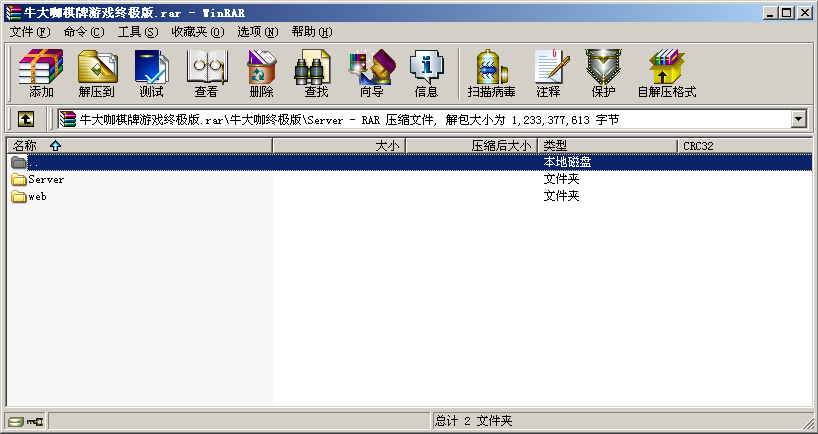 牛大咖棋牌游戏终极版.rar - WinRAR
文件(F) 命令(C) 工具(S) 收藏夹(O) 选项(N) 帮助(H)
添加 解压到 测试 查看 删除 查找 向导 信息 扫描病毒 注释 保护 自解压格式
牛大咖棋牌游戏终极版.rar\牛大咖终极版\Server - RAR 压缩文件, 解包大小为 1,233,377,613 字节
名称 大小 压缩后大小 类型 CRC32
.. 本地磁盘
Server 文件夹
web 文件夹
总计 2 文件夹